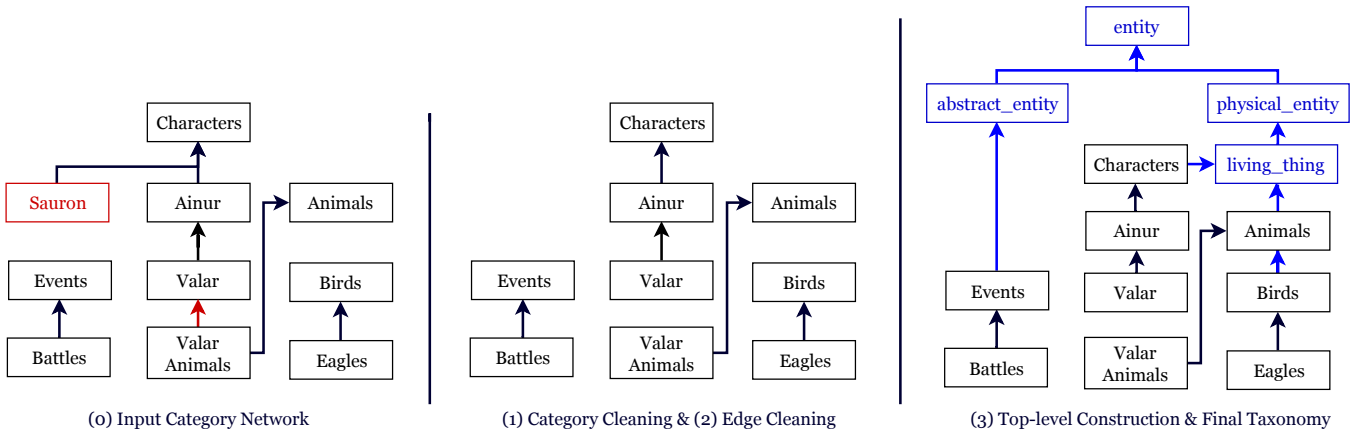 Characters
Sauron
Ainur
Animals
Events
Valar
Birds
Battles
Valar
Animals
Eagles
(0) Input Category Network
Characters
Ainur
Animals
Events
Valar
Birds
Battles
Valar
Animals
Eagles
(1) Category Cleaning & (2) Edge Cleaning
entity
abstract_entity
physical_entity
Characters
living_thing
Ainur
Animals
Events
Valar
Birds
Battles
Valar
Animals
Eagles
(3) Top-level Construction & Final Taxonomy